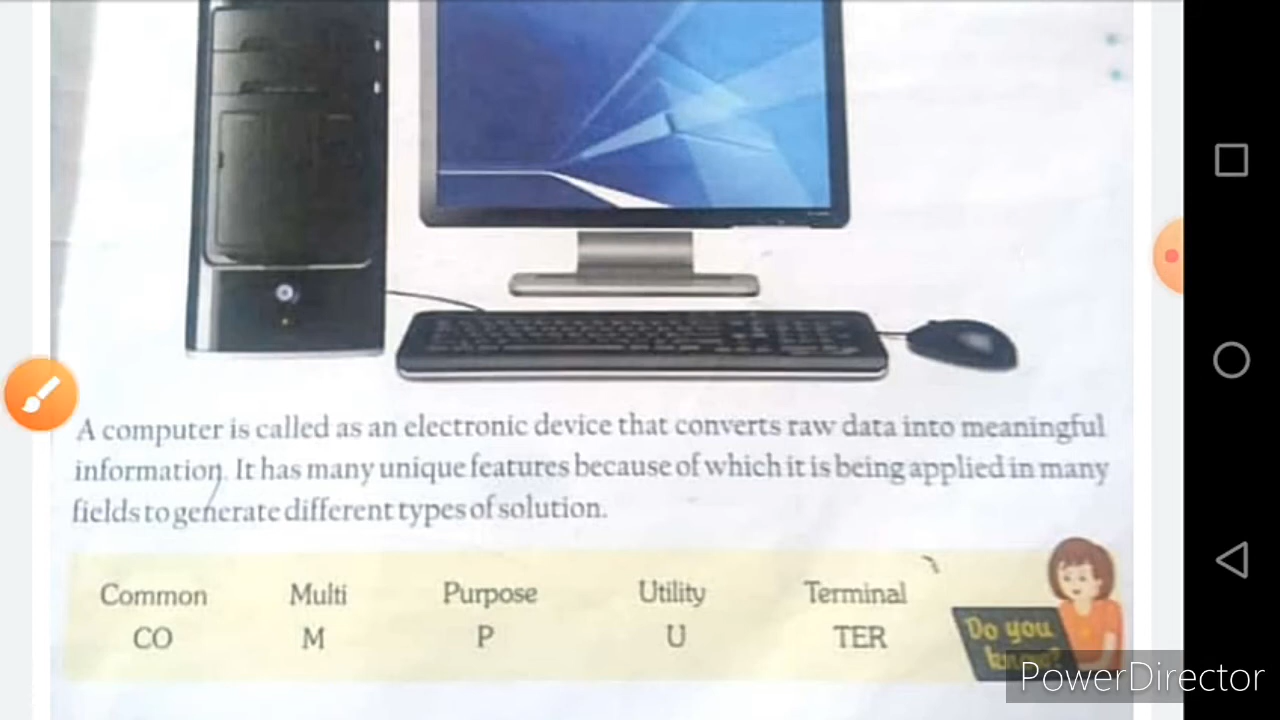 A computer is called as an electronic device that converts raw data into meaningful
information. It has many unique features because of which it is being applied in many
fields to generate different types of solution.
Common Multi Purpose Utility Terminal
CO M P U TER
Do you
know?
PowerDirector